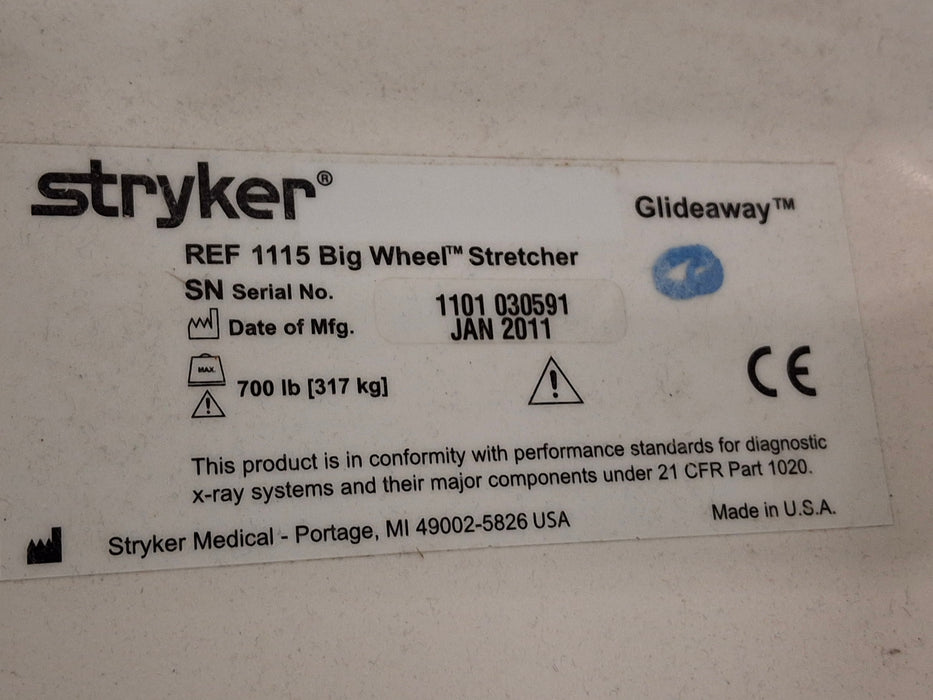 stryker®
Glideaway™
REF 1115 Big Wheel™ Stretcher
SN Serial No.
1101 030591
Date of Mfg.
JAN 2011
MAX.
700 lb [317 kg]
CE
This product is in conformity with performance standards for diagnostic
x-ray systems and their major components under 21 CFR Part 1020.
Made in U.S.A.
Stryker Medical - Portage, MI 49002-5826 USA